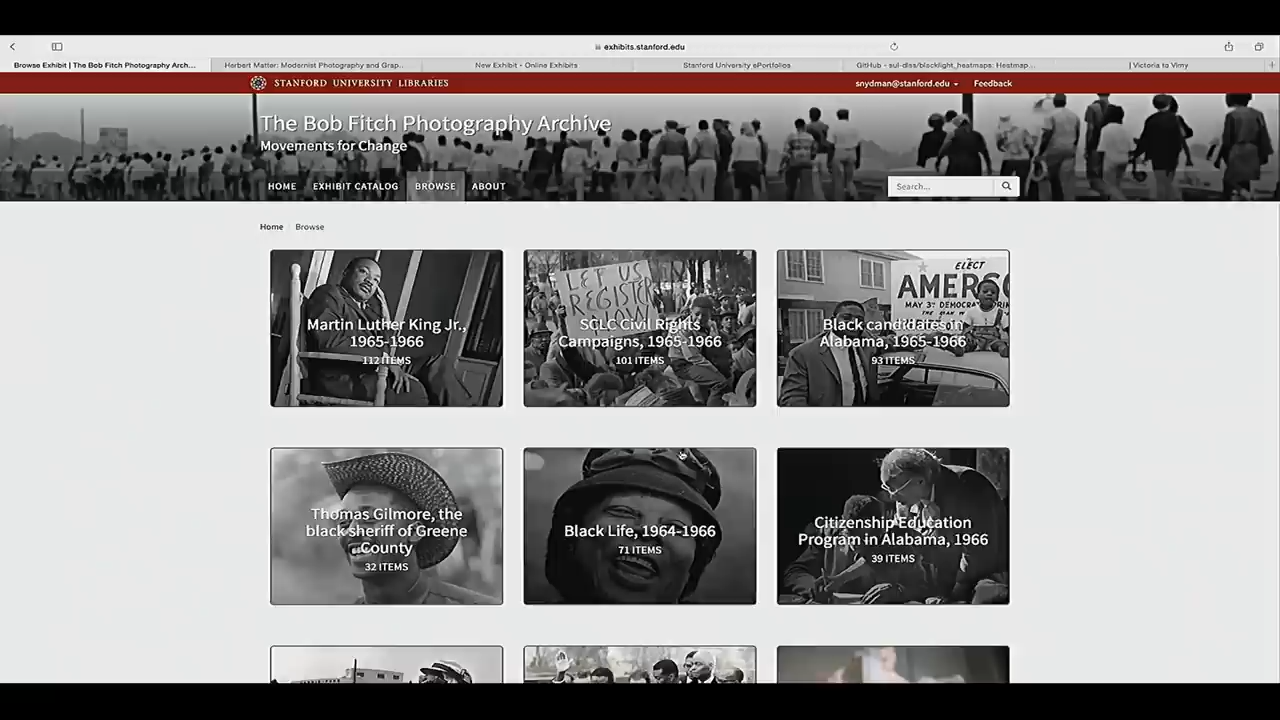 exhibits.stanford.edu
Browse Exhibit | The Bob Fitch Photography Arch...
Herbert Matter: Modernist Photography and Grap...
New Exhibit - Online Exhibits
Stanford University ePortfolios
GitHub - sul-dlss/blacklight_heatmaps: Heatmap...
| Victoria to Vimy
STANFORD UNIVERSITY LIBRARIES
snydman@stanford.edu
Feedback
The Bob Fitch Photography Archive
Movements for Change
HOME
EXHIBIT CATALOG
BROWSE
ABOUT
Search...
Home
Browse
Martin Luther King Jr.,
1965-1966
112 ITEMS
LET US
REGISTER
NOW
SCLC Civil Rights
Campaigns, 1965-1966
101 ITEMS
ELECT
AMERSO
MAY 3rd DEMOCRA
Black candidates in
Alabama, 1965-1966
93 ITEMS
Thomas Gilmore, the
black sheriff of Greene
County
32 ITEMS
Black Life, 1964-1966
71 ITEMS
Citizenship Education
Program in Alabama, 1966
39 ITEMS